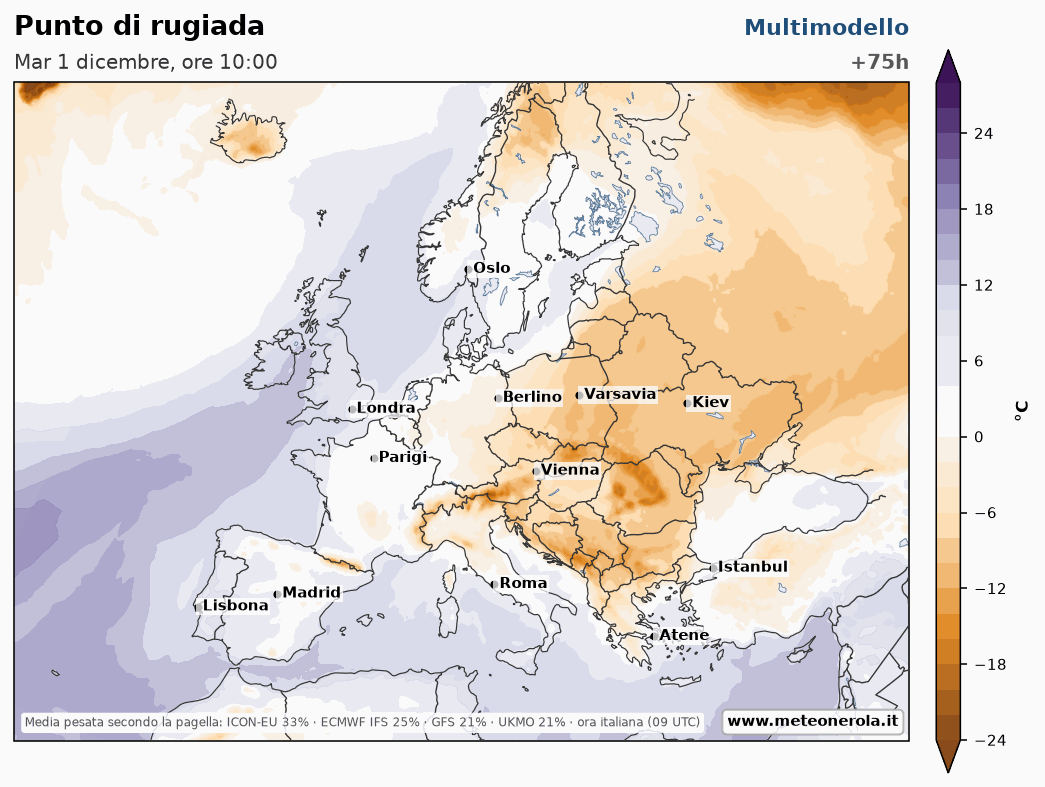 Punto di rugiada
Multimodello
Mar 1 dicembre, ore 10:00
+75h
24
18
12
6
0
−6
−12
−18
−24
°C
Oslo
Londra
Berlino
Varsavia
Kiev
Parigi
Vienna
Istanbul
Roma
Madrid
Lisbona
Atene
Media pesata secondo la pagella: ICON-EU 33% · ECMWF IFS 25% · GFS 21% · UKMO 21% · ora italiana (09 UTC)
www.meteonerola.it